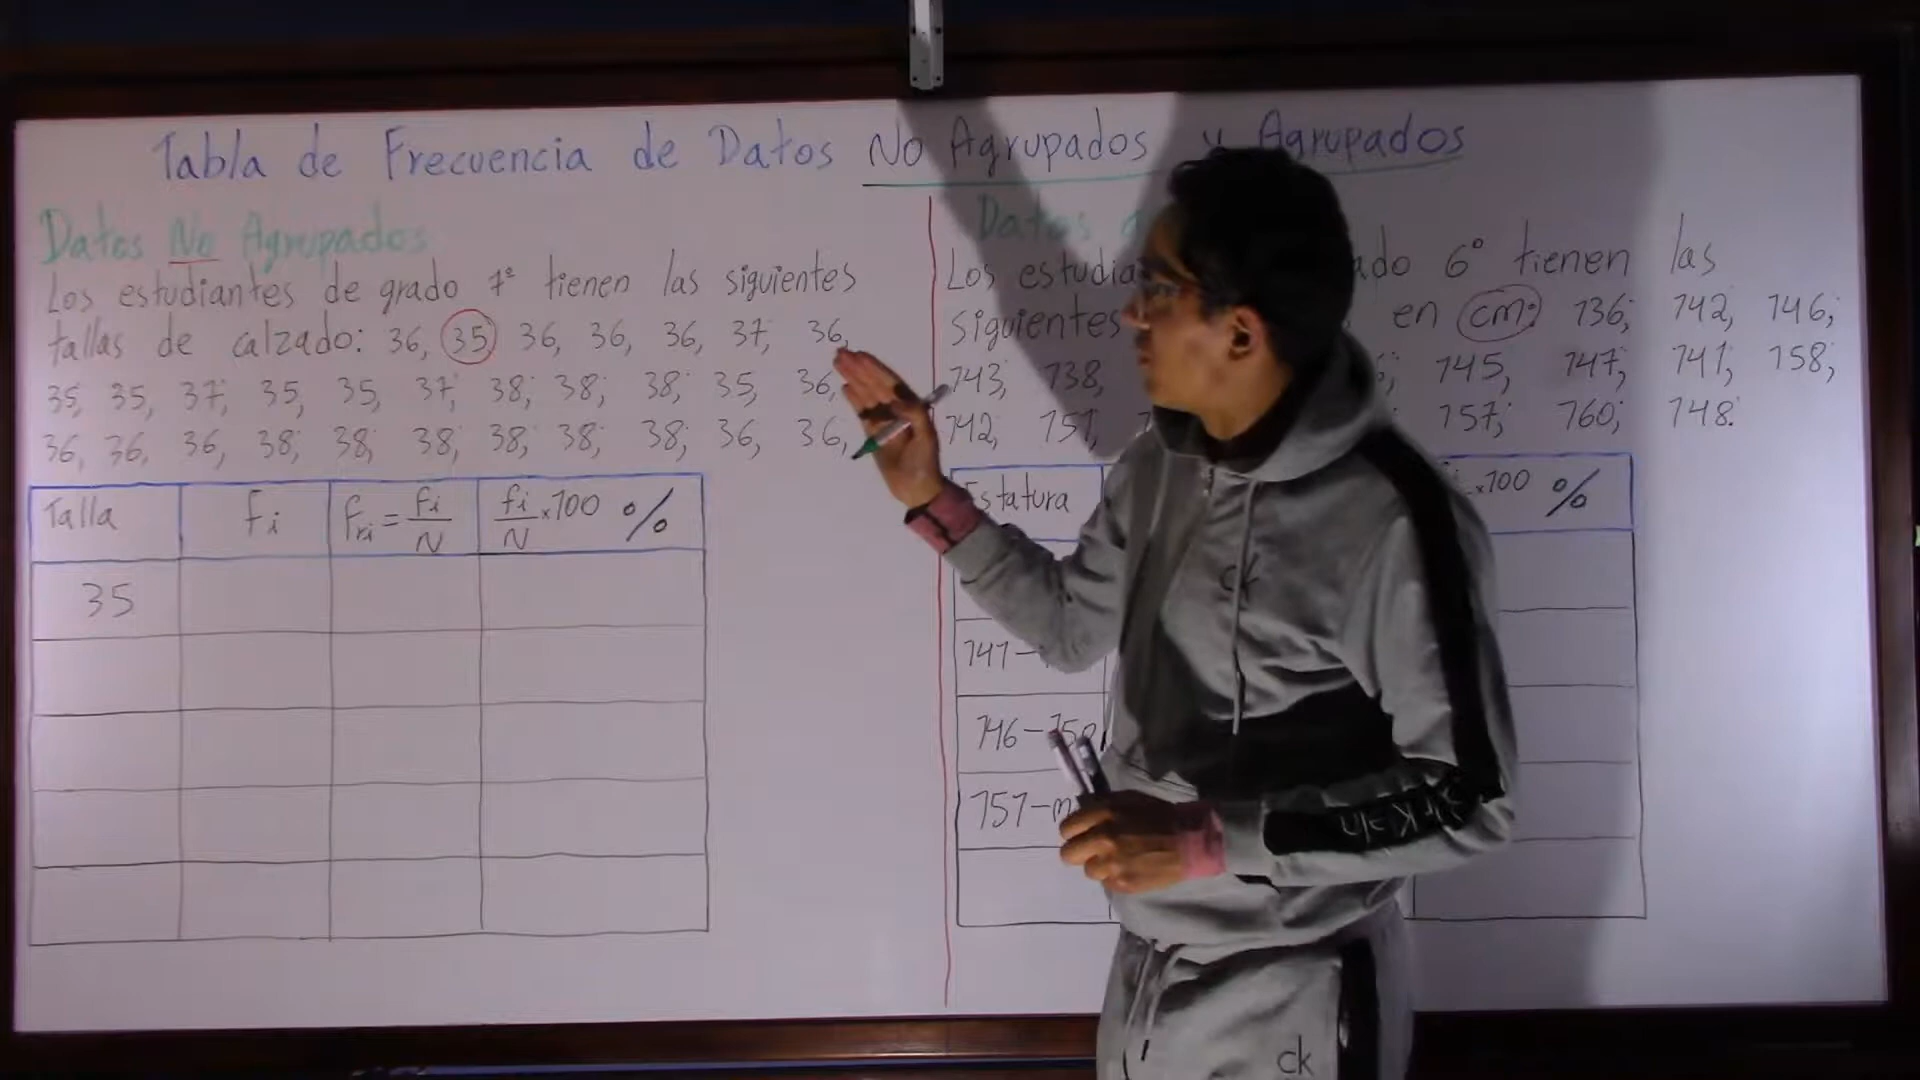 Tabla de Frecuencia de Datos No Agrupados y Agrupados
Datos No Agrupados
Los estudiantes de grado 7° tienen las siguientes
tallas de calzado: 36, 35 36, 36, 36, 37, 36,
35, 35, 37, 35, 35, 37, 38, 38, 38, 35, 36,
36, 36, 36, 38, 38, 38, 38, 38, 38, 36, 36,
Talla fi fri = fi/N fi/N x100 %
35
Datos
Los ado 6° tienen las
siguientes en cm: 136, 142, 146,
143, 138, 145, 147, 141, 158,
142, 151, 157, 160, 148.
Estatura x100 %
141-
146-150
151-
ck
ck